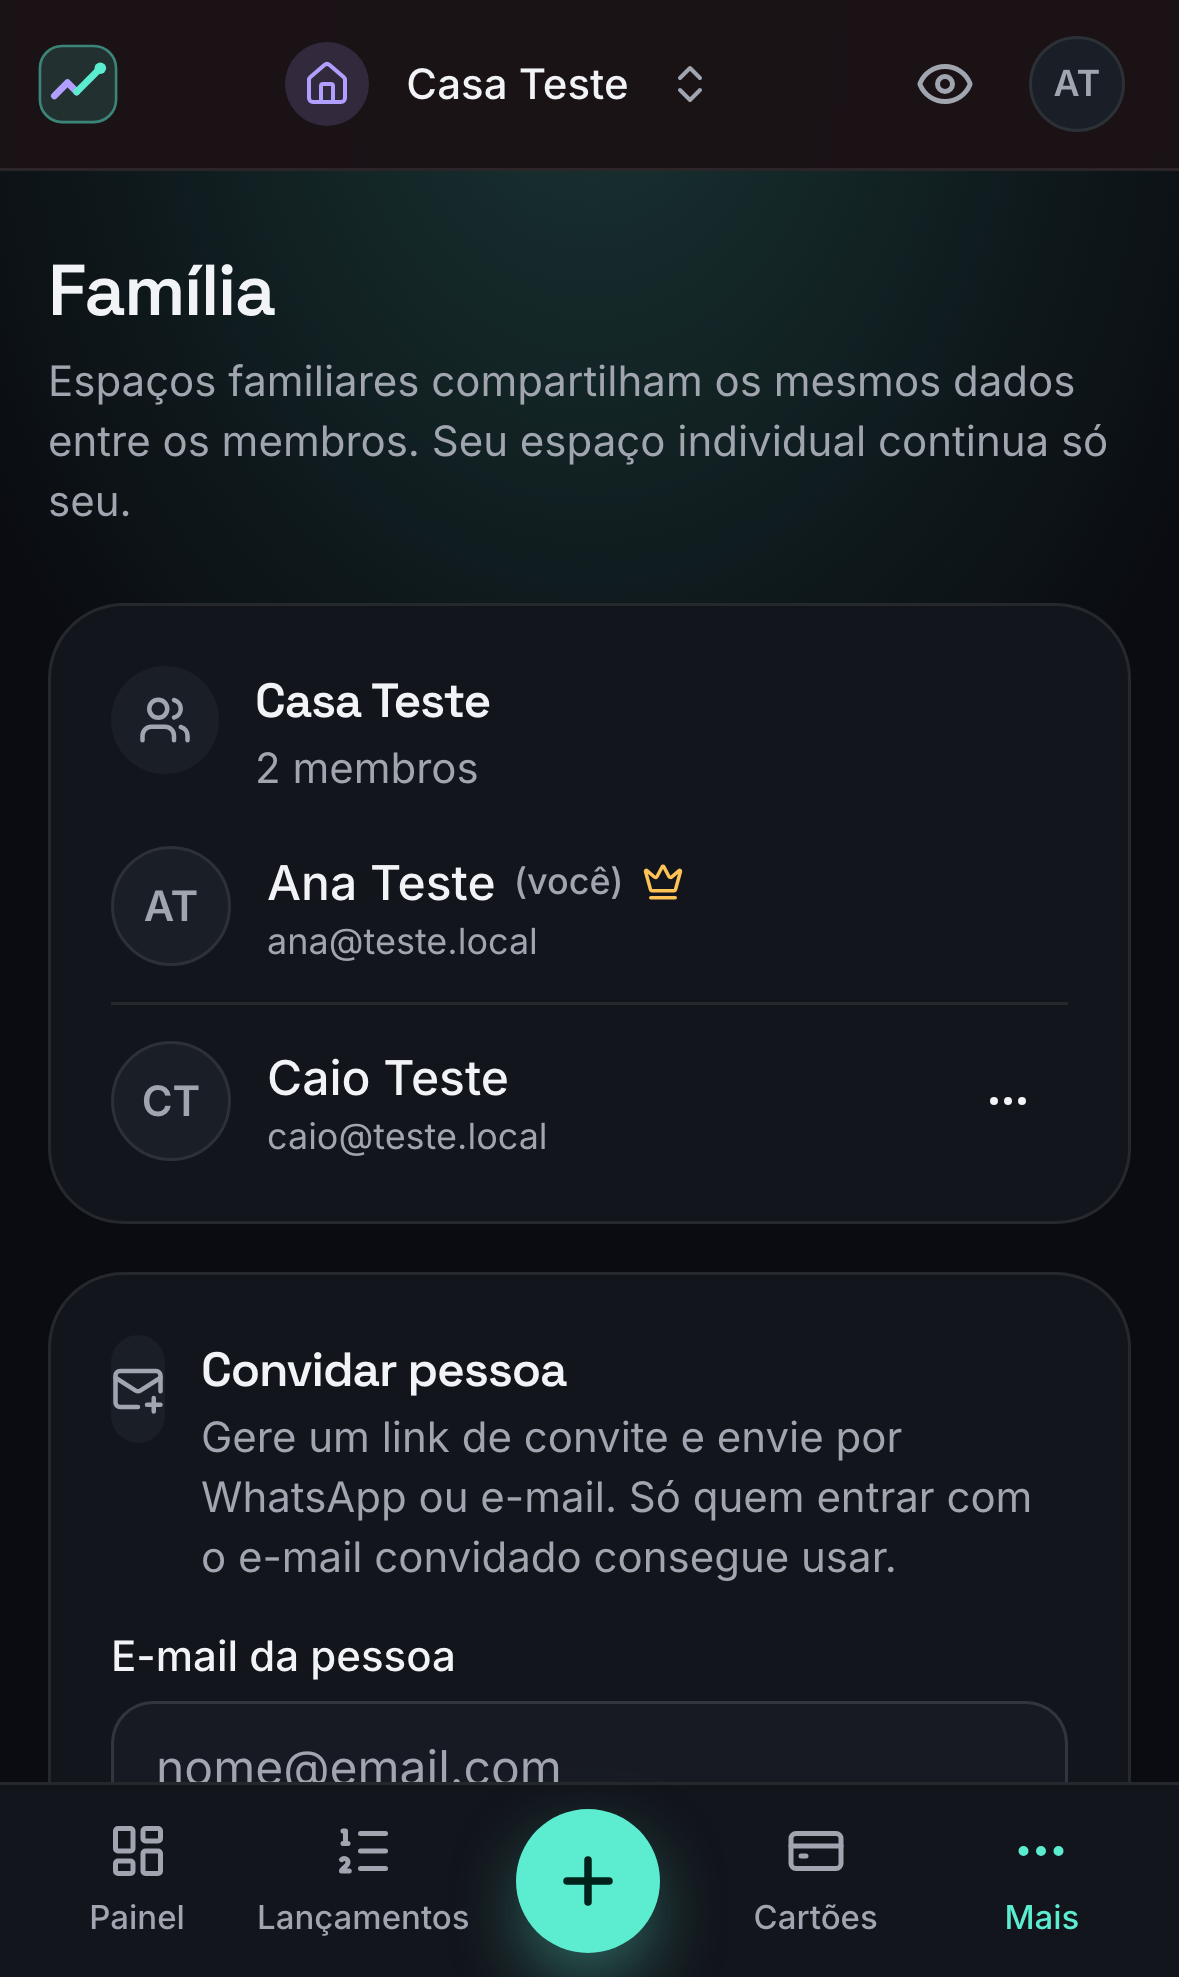 Casa Teste
AT
Família
Espaços familiares compartilham os mesmos dados
entre os membros. Seu espaço individual continua só
seu.
Casa Teste
2 membros
AT
Ana Teste (você)
ana@teste.local
CT
Caio Teste
caio@teste.local
Convidar pessoa
Gere um link de convite e envie por
WhatsApp ou e-mail. Só quem entrar com
o e-mail convidado consegue usar.
E-mail da pessoa
nome@email.com
Painel
Lançamentos
Cartões
Mais